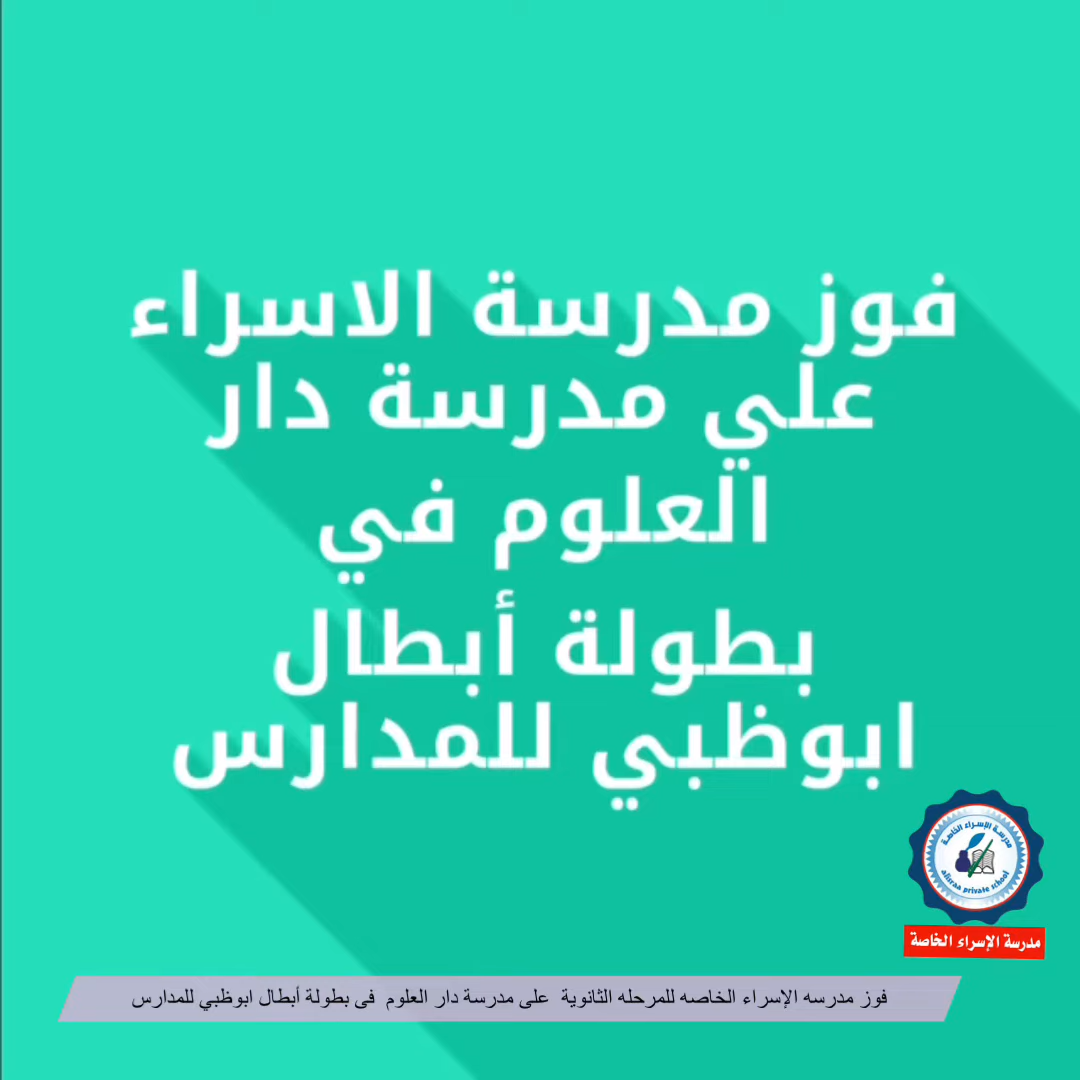 فوز مدرسة الاسراء
علي مدرسة دار
العلوم في
بطولة أبطال
ابوظبي للمدارس
مدرسة الإسراء الخاصة
alisraa private school
مدرسة الإسراء الخاصة
فوز مدرسه الإسراء الخاصه للمرحله الثانوية على مدرسة دار العلوم فى بطولة أبطال ابوظبي للمدارس